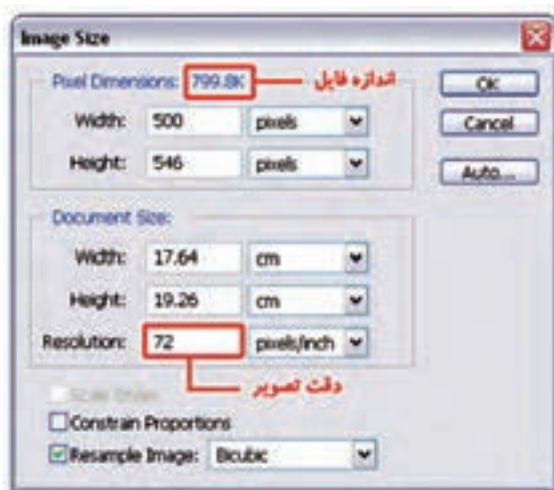 Image Size
Pixel Dimensions: 799.8K اندازه فایل
OK
Width: 500 pixels
Cancel
Height: 546 pixels
Auto...
Document Size:
Width: 17.64 cm
Height: 19.26 cm
Resolution: 72 pixels/inch
دقت تصویر
Scale Styles
Constrain Proportions
Resample Image: Bicubic